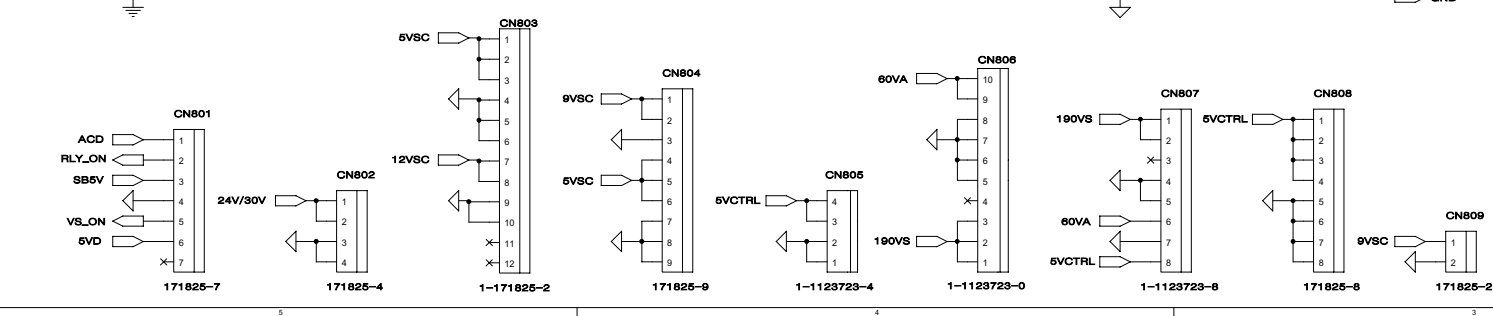 GND
CN801
ACD 1
RLY_ON 2
SB5V 3
4
VS_ON 5
5VD 6
7
171825-7
CN802
24V/30V 1
2
3
4
171825-4
CN803
5VSC 1
2
3
4
5
6
12VSC 7
8
9
10
11
12
1-171825-2
CN804
9VSC 1
2
3
4
5VSC 5
6
7
8
9
171825-9
CN805
5VCTRL 4
3
2
1
1-1123723-4
CN806
60VA 10
9
8
7
6
5
4
3
190VS 2
1
1-1123723-0
CN807
190VS 1
2
3
4
5
60VA 6
7
5VCTRL 8
1-1123723-8
CN808
5VCTRL 1
2
3
4
5
6
7
8
171825-8
CN809
9VSC 1
2
171825-2
5 4 3